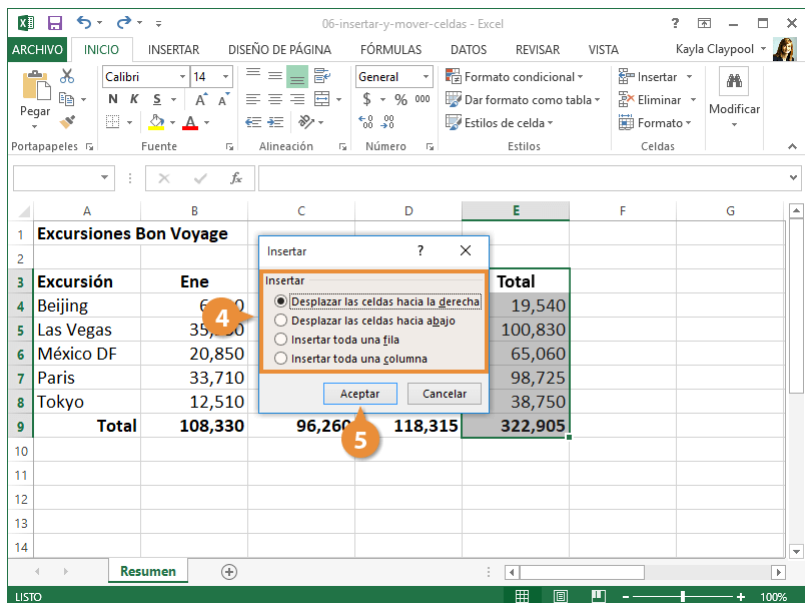 06-insertar-y-mover-celdas - Excel
ARCHIVO INICIO INSERTAR DISEÑO DE PÁGINA FÓRMULAS DATOS REVISAR VISTA Kayla Claypool
Calibri 14 General Formato condicional Insertar
Pegar N K S A A $ % 000 Dar formato como tabla Eliminar Modificar
A Estilos de celda Formato
Portapapeles Fuente Alineación Número Estilos Celdas
fx
A B C D E F G
1 Excursiones Bon Voyage
2
Insertar ? ×
3 Excursión Ene Total
Insertar
4 Beijing 19,540
Desplazar las celdas hacia la derecha
4
Desplazar las celdas hacia abajo
5 Las Vegas 100,830
Insertar toda una fila
6 México DF 20,850 65,060
Insertar toda una columna
7 Paris 33,710 98,725
Aceptar Cancelar
8 Tokyo 12,510 38,750
9 Total 108,330 96,260 118,315 322,905
5
10
11
12
13
14
Resumen
LISTO 100%